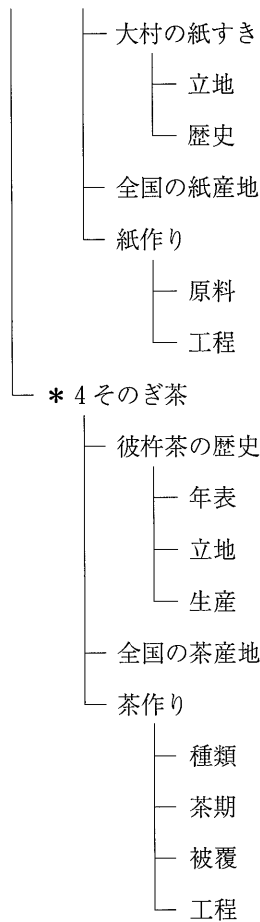 大村の紙すき
立地
歴史
全国の紙産地
紙作り
原料
工程
＊4そのぎ茶
彼杵茶の歴史
年表
立地
生産
全国の茶産地
茶作り
種類
茶期
被覆
工程